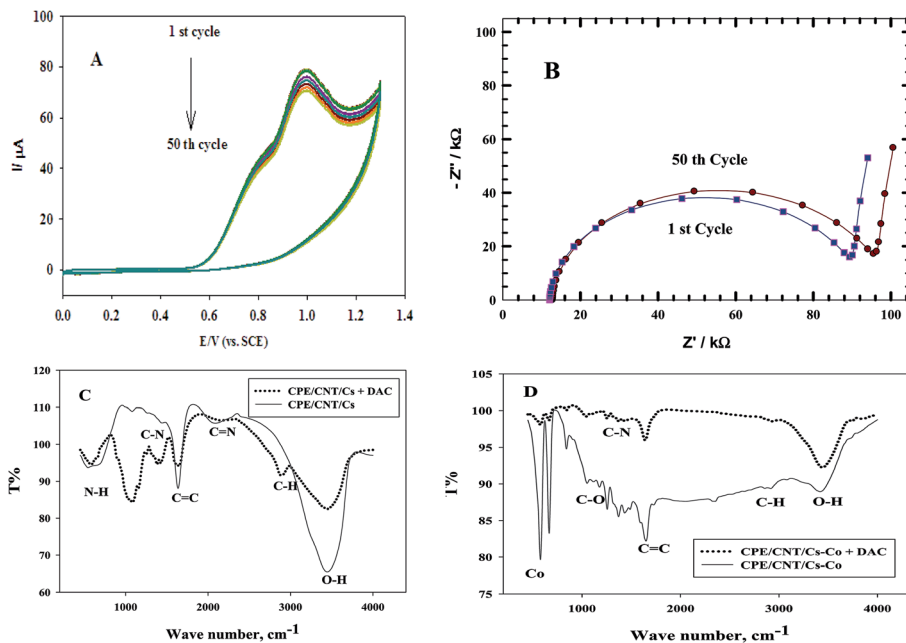 A
1 st cycle
50 th cycle
I/ µA
100
80
60
40
20
0
0.0 0.2 0.4 0.6 0.8 1.0 1.2 1.4
E/V (vs. SCE)
B
50 th Cycle
1 st Cycle
- Z" / kΩ
100
80
60
40
20
0
0 20 40 60 80 100
Z' / kΩ
C
CPE/CNT/Cs + DAC
CPE/CNT/Cs
T%
120
110
100
90
80
70
60
N-H
C-N
C=C
C=N
C-H
O-H
1000 2000 3000 4000
Wave number, cm-1
D
T%
105
100
95
90
85
80
75
C-N
C-O
C=C
C-H
O-H
Co
CPE/CNT/Cs-Co + DAC
CPE/CNT/Cs-Co
1000 2000 3000 4000
Wave number, cm-1